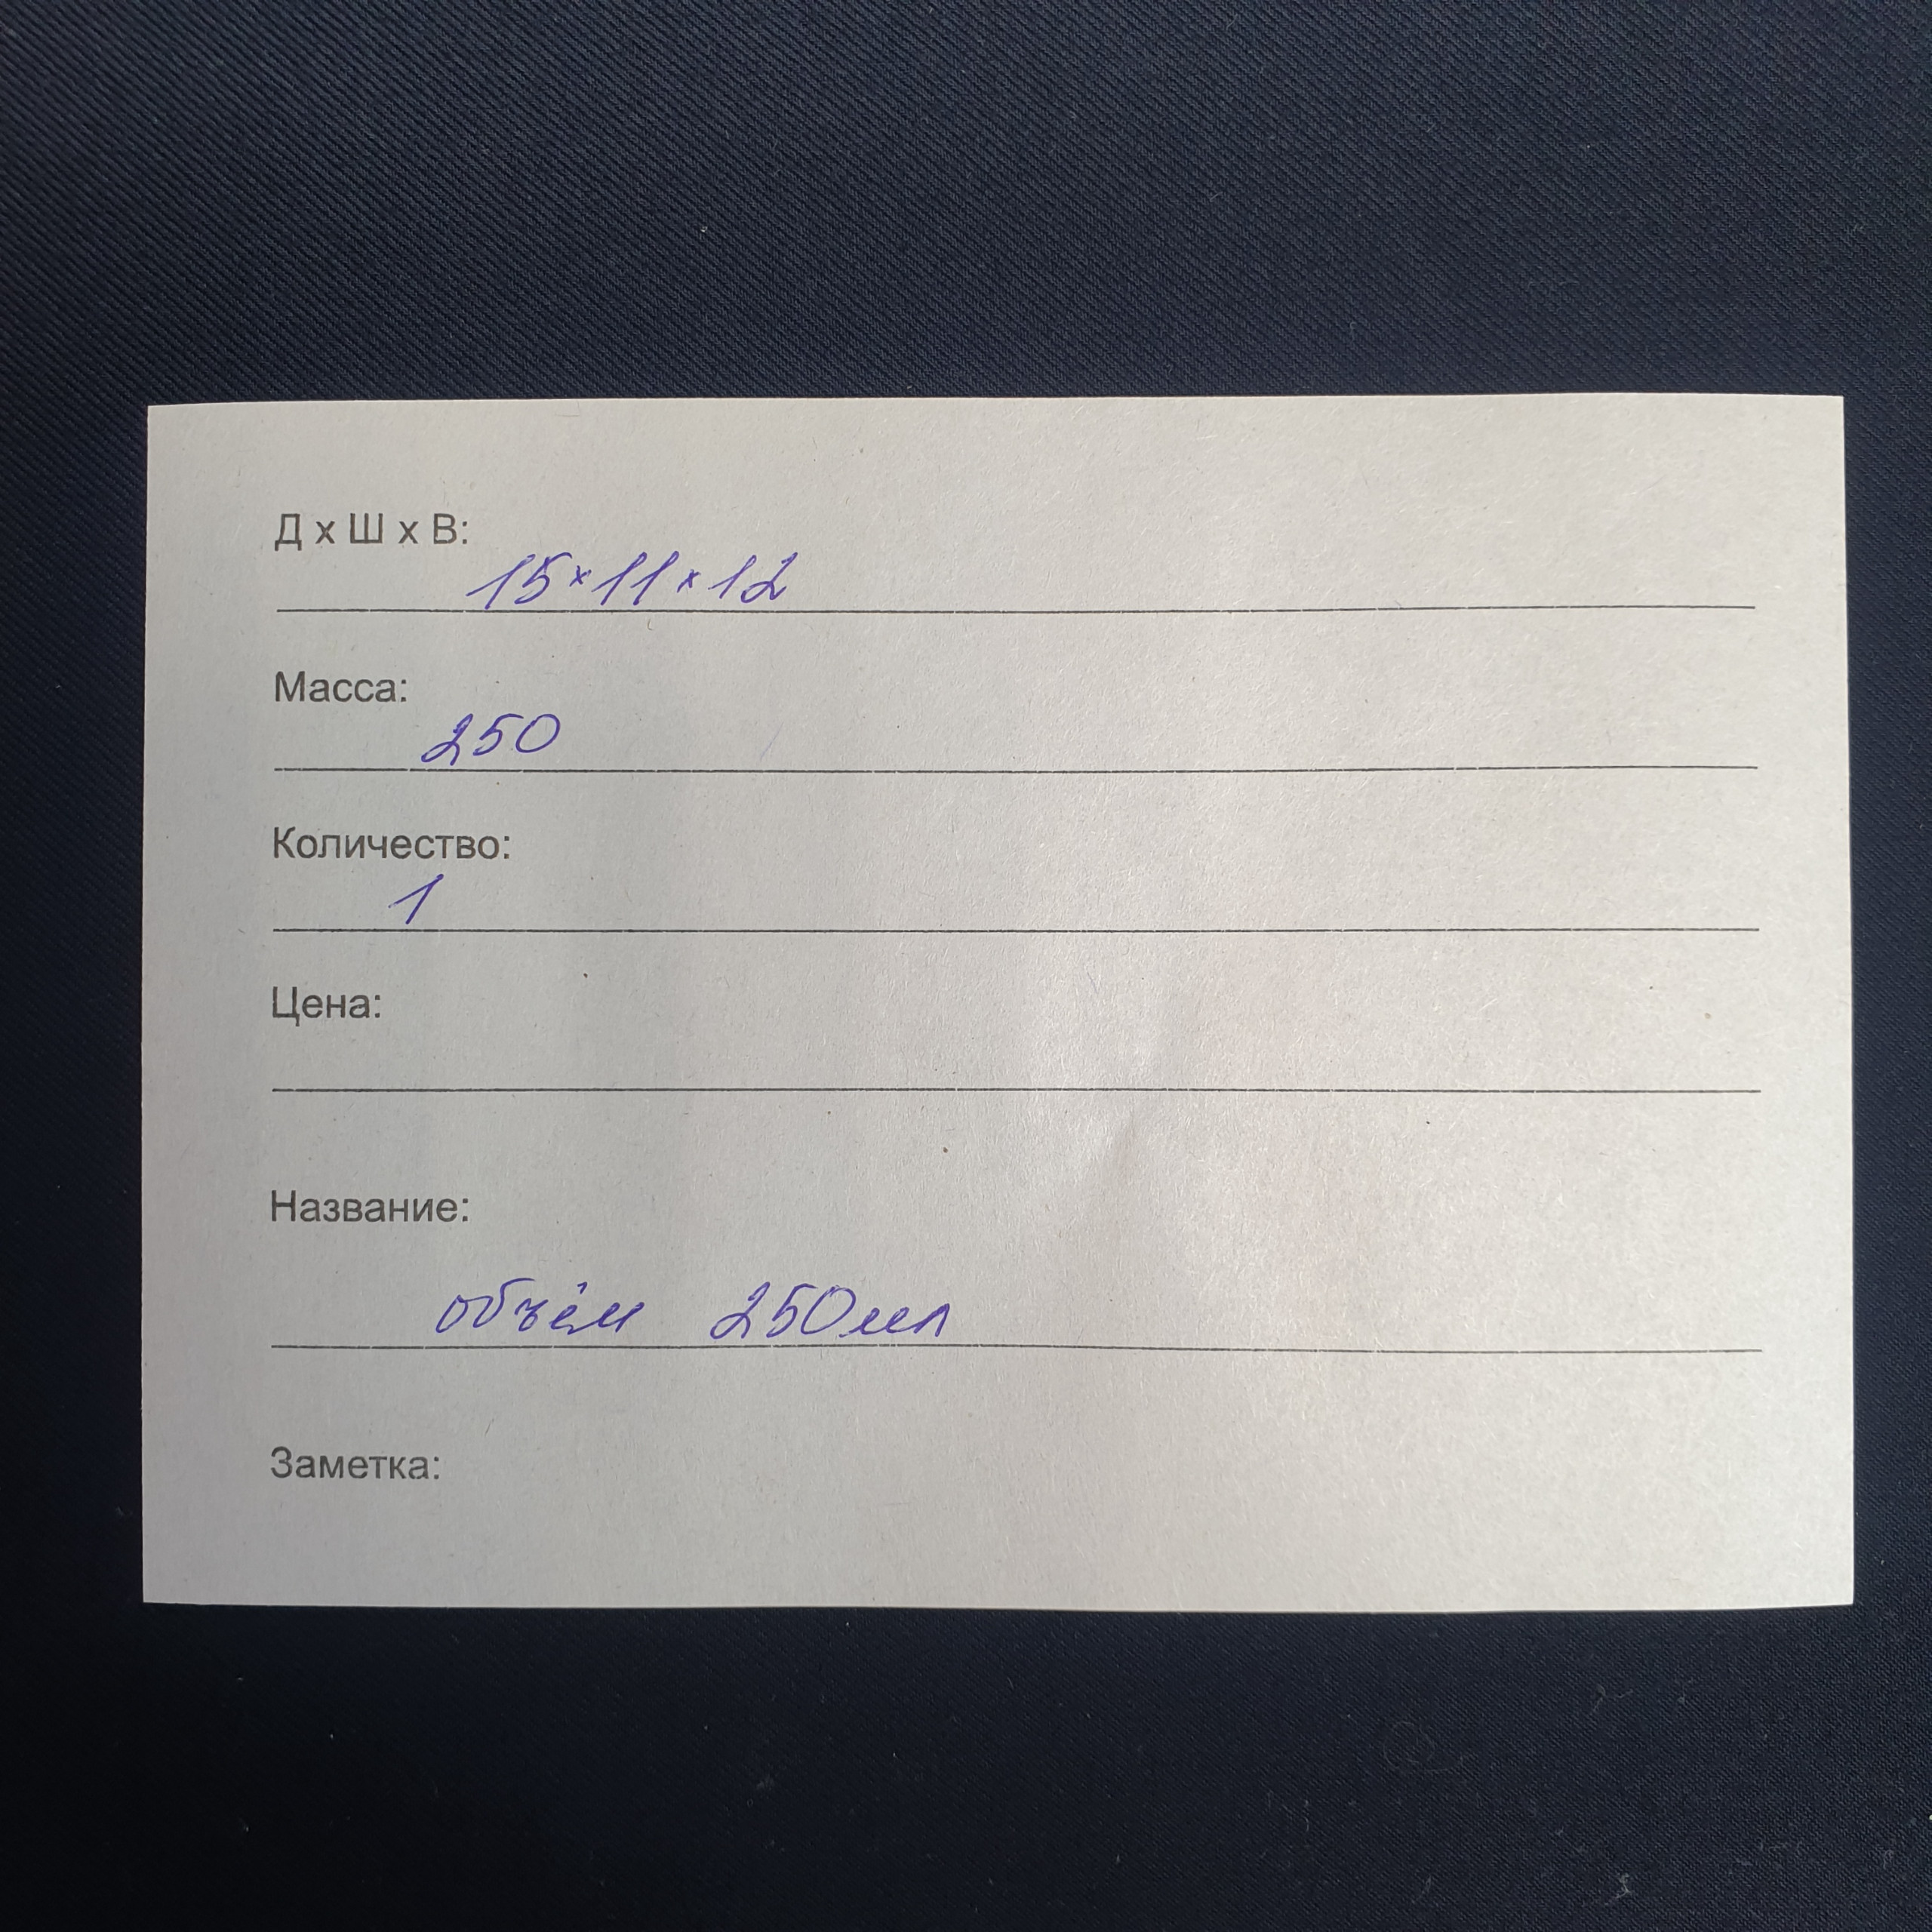 Д х Ш х В:
15×11×12
Масса:
250
Количество:
1
Цена:
Название:
объём 250мл
Заметка: